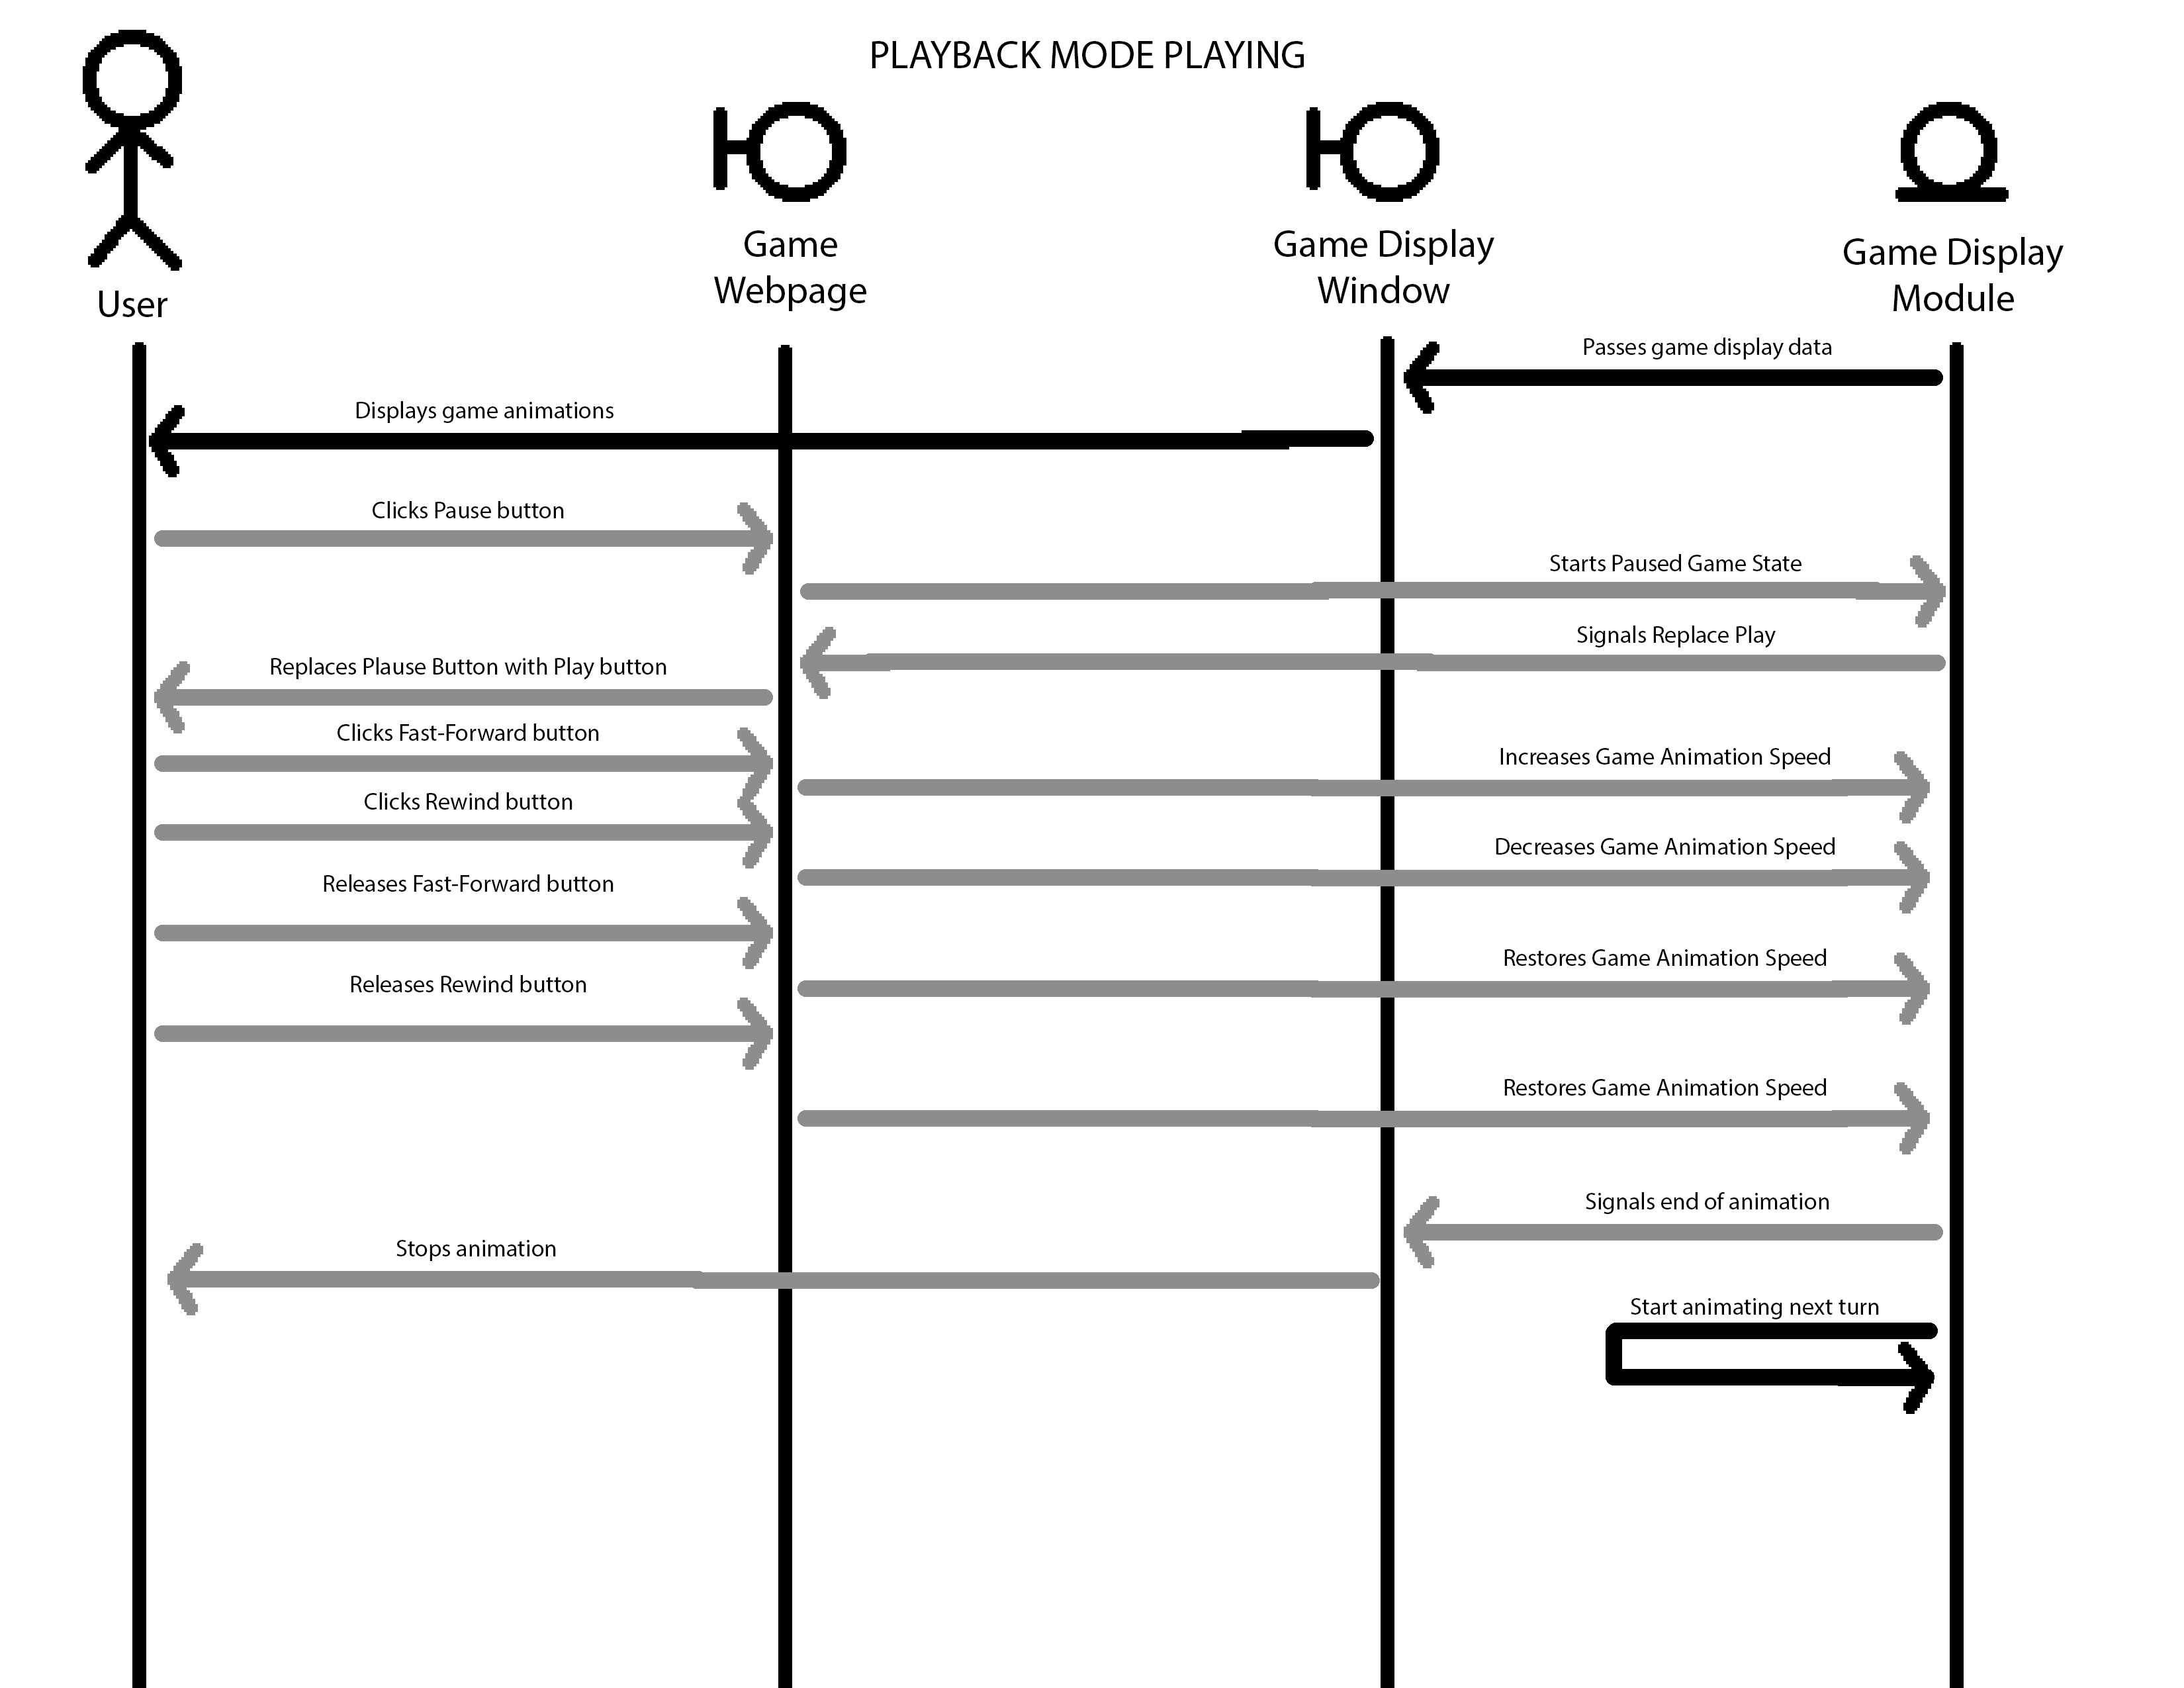 PLAYBACK MODE PLAYING
User
Game
Webpage
Game Display
Window
Game Display
Module
Passes game display data
Displays game animations
Clicks Pause button
Starts Paused Game State
Signals Replace Play
Replaces Plause Button with Play button
Clicks Fast-Forward button
Increases Game Animation Speed
Clicks Rewind button
Decreases Game Animation Speed
Releases Fast-Forward button
Restores Game Animation Speed
Releases Rewind button
Restores Game Animation Speed
Signals end of animation
Stops animation
Start animating next turn